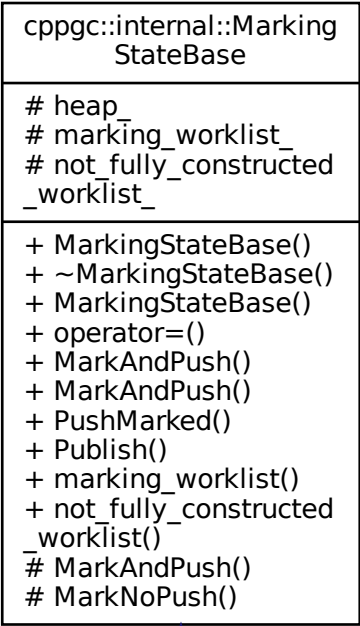 cppgc::internal::Marking
StateBase
# heap_
# marking_worklist_
# not_fully_constructed
_worklist_
+ MarkingStateBase()
+ ~MarkingStateBase()
+ MarkingStateBase()
+ operator=()
+ MarkAndPush()
+ MarkAndPush()
+ PushMarked()
+ Publish()
+ marking_worklist()
+ not_fully_constructed
_worklist()
# MarkAndPush()
# MarkNoPush()